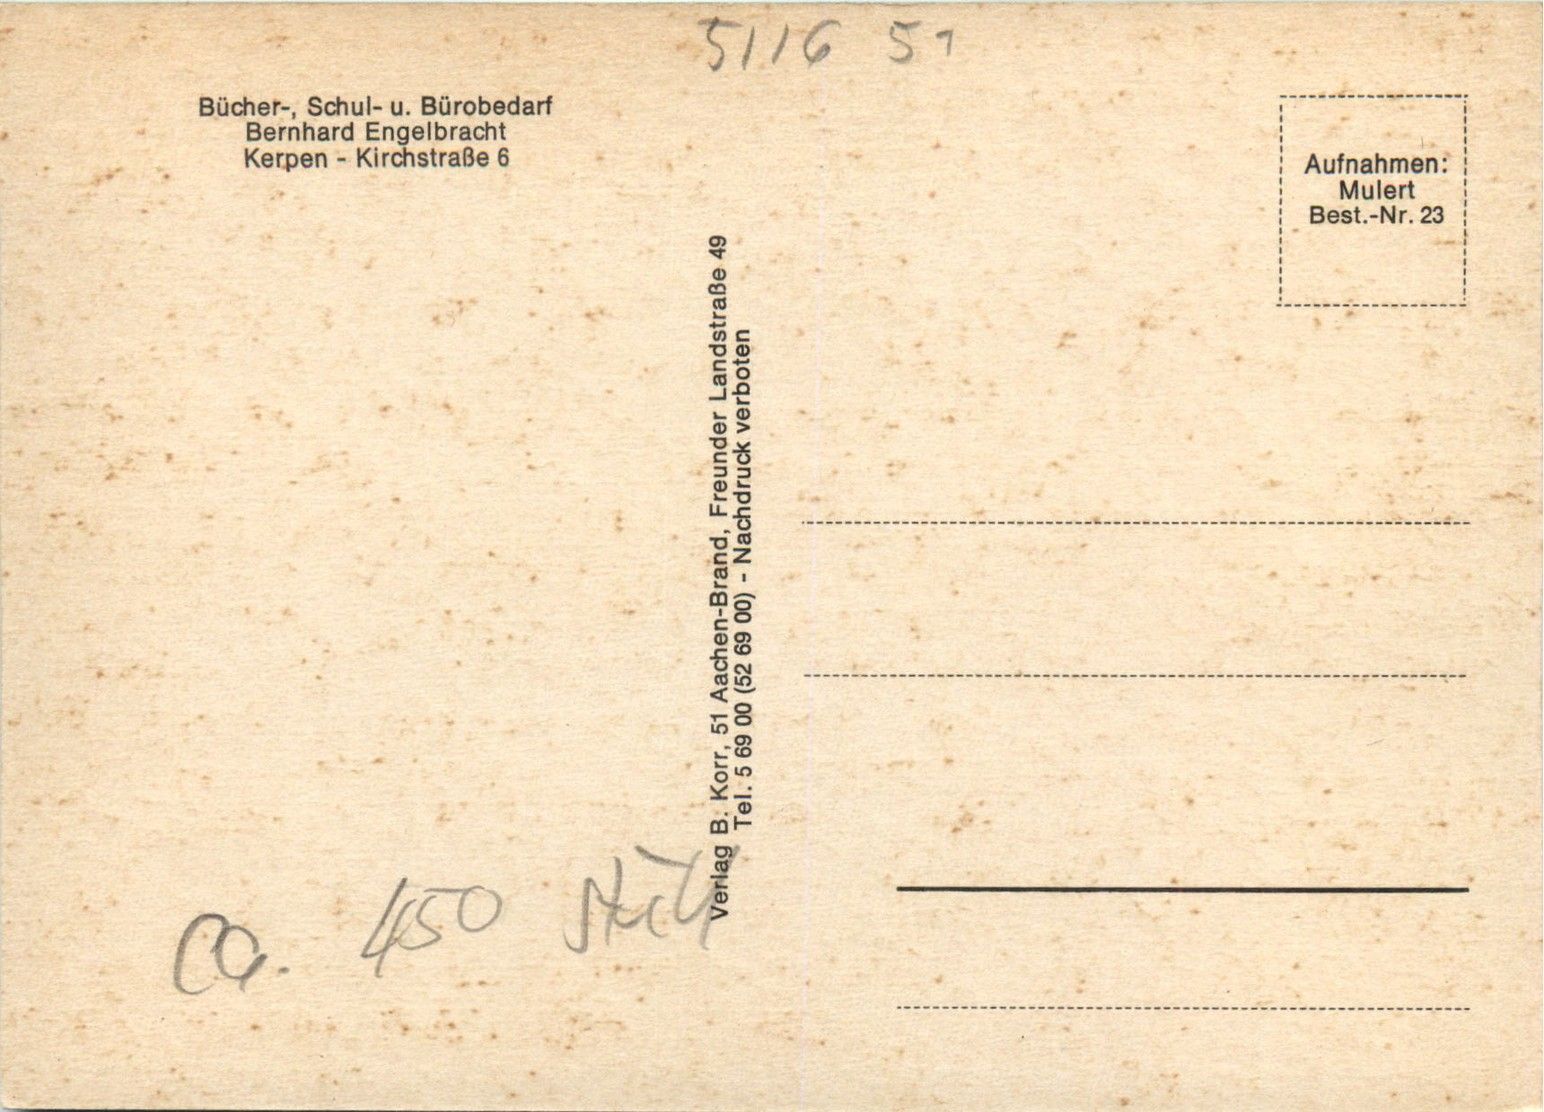 5116 51
Bücher-, Schul- u. Bürobedarf
Bernhard Engelbracht
Kerpen - Kirchstraße 6
Aufnahmen:
Mulert
Best.-Nr. 23
Verlag B. Korr, 51 Aachen-Brand, Freunder Landstraße 49
Tel. 5 69 00 (52 69 00) - Nachdruck verboten
ca. 450 Stück